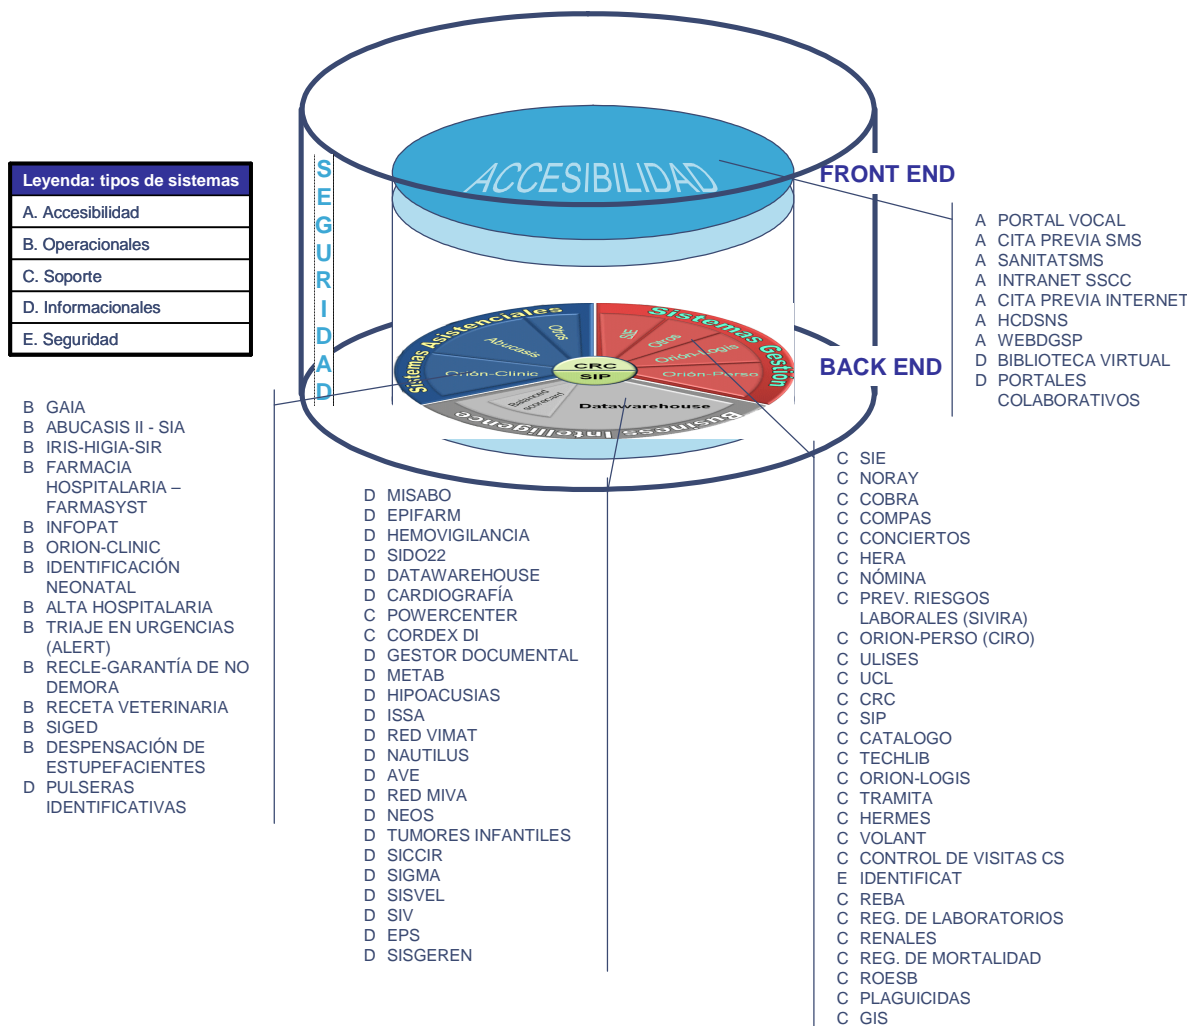 ACCESIBILIDAD
SEGURIDAD
FRONT END
BACK END
Leyenda: tipos de sistemas
A. Accesibilidad
B. Operacionales
C. Soporte
D. Informacionales
E. Seguridad
A PORTAL VOCAL
A CITA PREVIA SMS
A SANITATSMS
A INTRANET SSCC
A CITA PREVIA INTERNET
A HCDSNS
A WEBDGSP
D BIBLIOTECA VIRTUAL
D PORTALES
COLABORATIVOS
Sistemas Asistenciales
Otros
Abucasis
Sistemas Gestion
SIE
Otros
Orión-Logis
Orión-Perso
CRC
SIP
Balanced
scorecard
Datawarehouse
Business Intelligence
B GAIA
B ABUCASIS II - SIA
B IRIS-HIGIA-SIR
B FARMACIA
HOSPITALARIA –
FARMASYST
B INFOPAT
B ORION-CLINIC
B IDENTIFICACIÓN
NEONATAL
B ALTA HOSPITALARIA
B TRIAJE EN URGENCIAS
(ALERT)
B RECLE-GARANTÍA DE NO
DEMORA
B RECETA VETERINARIA
B SIGED
B DESPENSACIÓN DE
ESTUPEFACIENTES
D PULSERAS
IDENTIFICATIVAS
D MISABO
D EPIFARM
D HEMOVIGILANCIA
D SIDO22
D DATAWAREHOUSE
D CARDIOGRAFÍA
C POWERCENTER
C CORDEX DI
D GESTOR DOCUMENTAL
D METAB
D HIPOACUSIAS
D ISSA
D RED VIMAT
D NAUTILUS
D AVE
D RED MIVA
D NEOS
D TUMORES INFANTILES
D SICCIR
D SIGMA
D SISVEL
D SIV
D EPS
D SISGEREN
C SIE
C NORAY
C COBRA
C COMPAS
C CONCIERTOS
C HERA
C NÓMINA
C PREV. RIESGOS
LABORALES (SIVIRA)
C ORION-PERSO (CIRO)
C ULISES
C UCL
C CRC
C SIP
C CATALOGO
C TECHLIB
C ORION-LOGIS
C TRAMITA
C HERMES
C VOLANT
C CONTROL DE VISITAS CS
E IDENTIFICAT
C REBA
C REG. DE LABORATORIOS
C RENALES
C REG. DE MORTALIDAD
C ROESB
C PLAGUICIDAS
C GIS